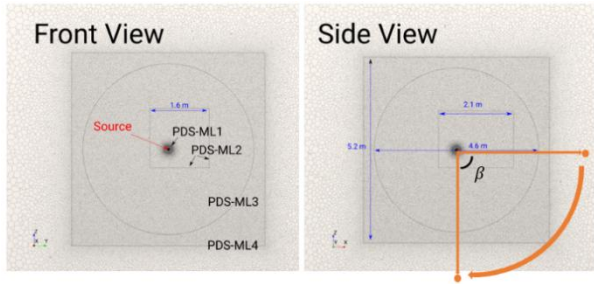 Front View
1.6 m
Source
PDS-ML1
PDS-ML2
PDS-ML3
PDS-ML4
Side View
2.1 m
5.2 m
4.6 m
β